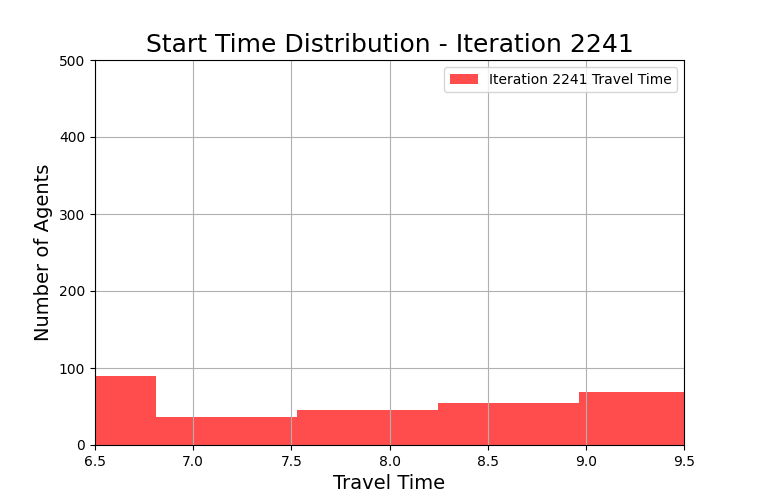 Start Time Distribution - Iteration 2241
Iteration 2241 Travel Time
Number of Agents
500
400
300
200
100
0
6.5 7.0 7.5 8.0 8.5 9.0 9.5
Travel Time